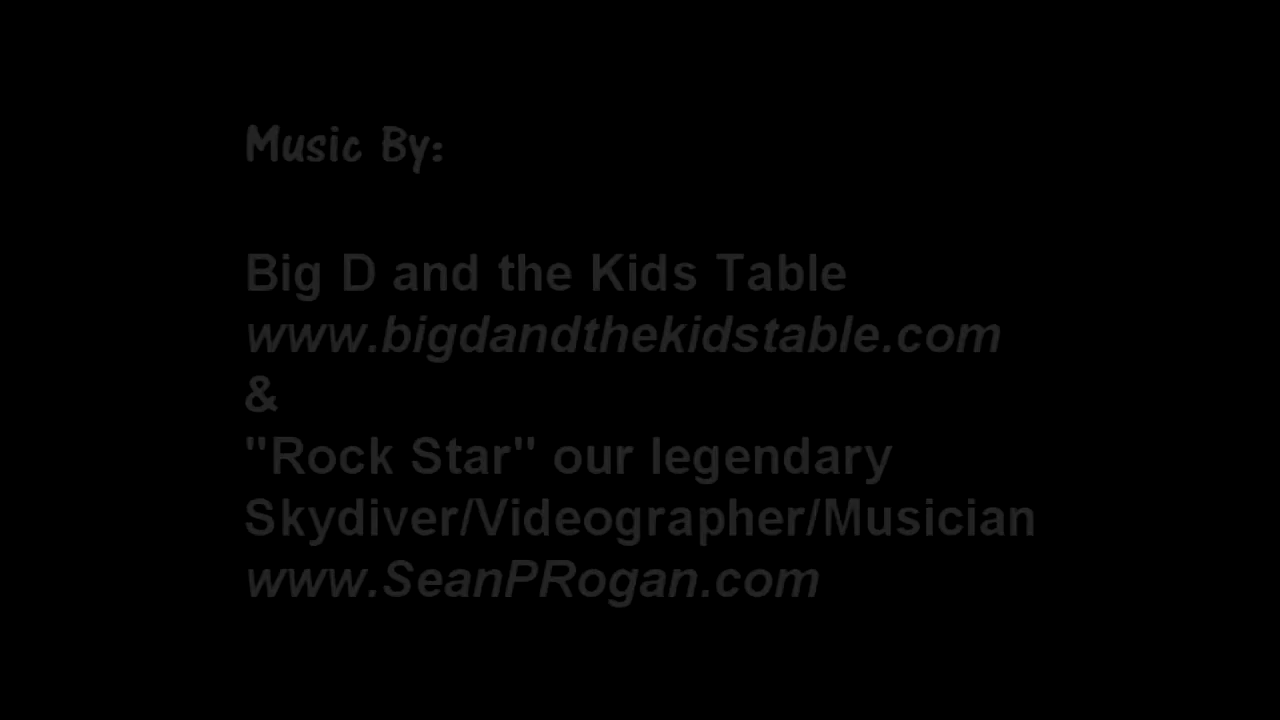 Music By:
Big D and the Kids Table
www.bigdandthekidstable.com
&
"Rock Star" our legendary
Skydiver/Videographer/Musician
www.SeanPRogan.com